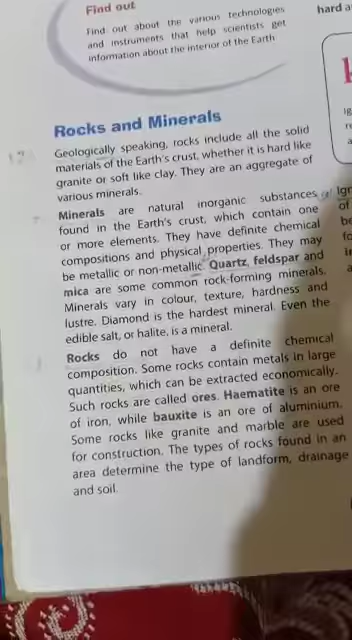 Find out
Find out about the various technologies
and instruments that help scientists get
information about the interior of the Earth
Rocks and Minerals
Geologically speaking, rocks include all the solid
materials of the Earth's crust, whether it is hard like
granite or soft like clay. They are an aggregate of
various minerals.
Minerals are natural inorganic substances
found in the Earth's crust, which contain one
or more elements. They have definite chemical
compositions and physical properties. They may
be metallic or non-metallic. Quartz, feldspar and
mica are some common rock-forming minerals.
Minerals vary in colour, texture, hardness and
lustre. Diamond is the hardest mineral. Even the
edible salt, or halite, is a mineral.
Rocks do not have a definite chemical
composition. Some rocks contain metals in large
quantities, which can be extracted economically.
Such rocks are called ores. Haematite is an ore
of iron, while bauxite is an ore of aluminium.
Some rocks like granite and marble are used
for construction. The types of rocks found in an
area determine the type of landform, drainage
and soil.
hard a
Ign
of